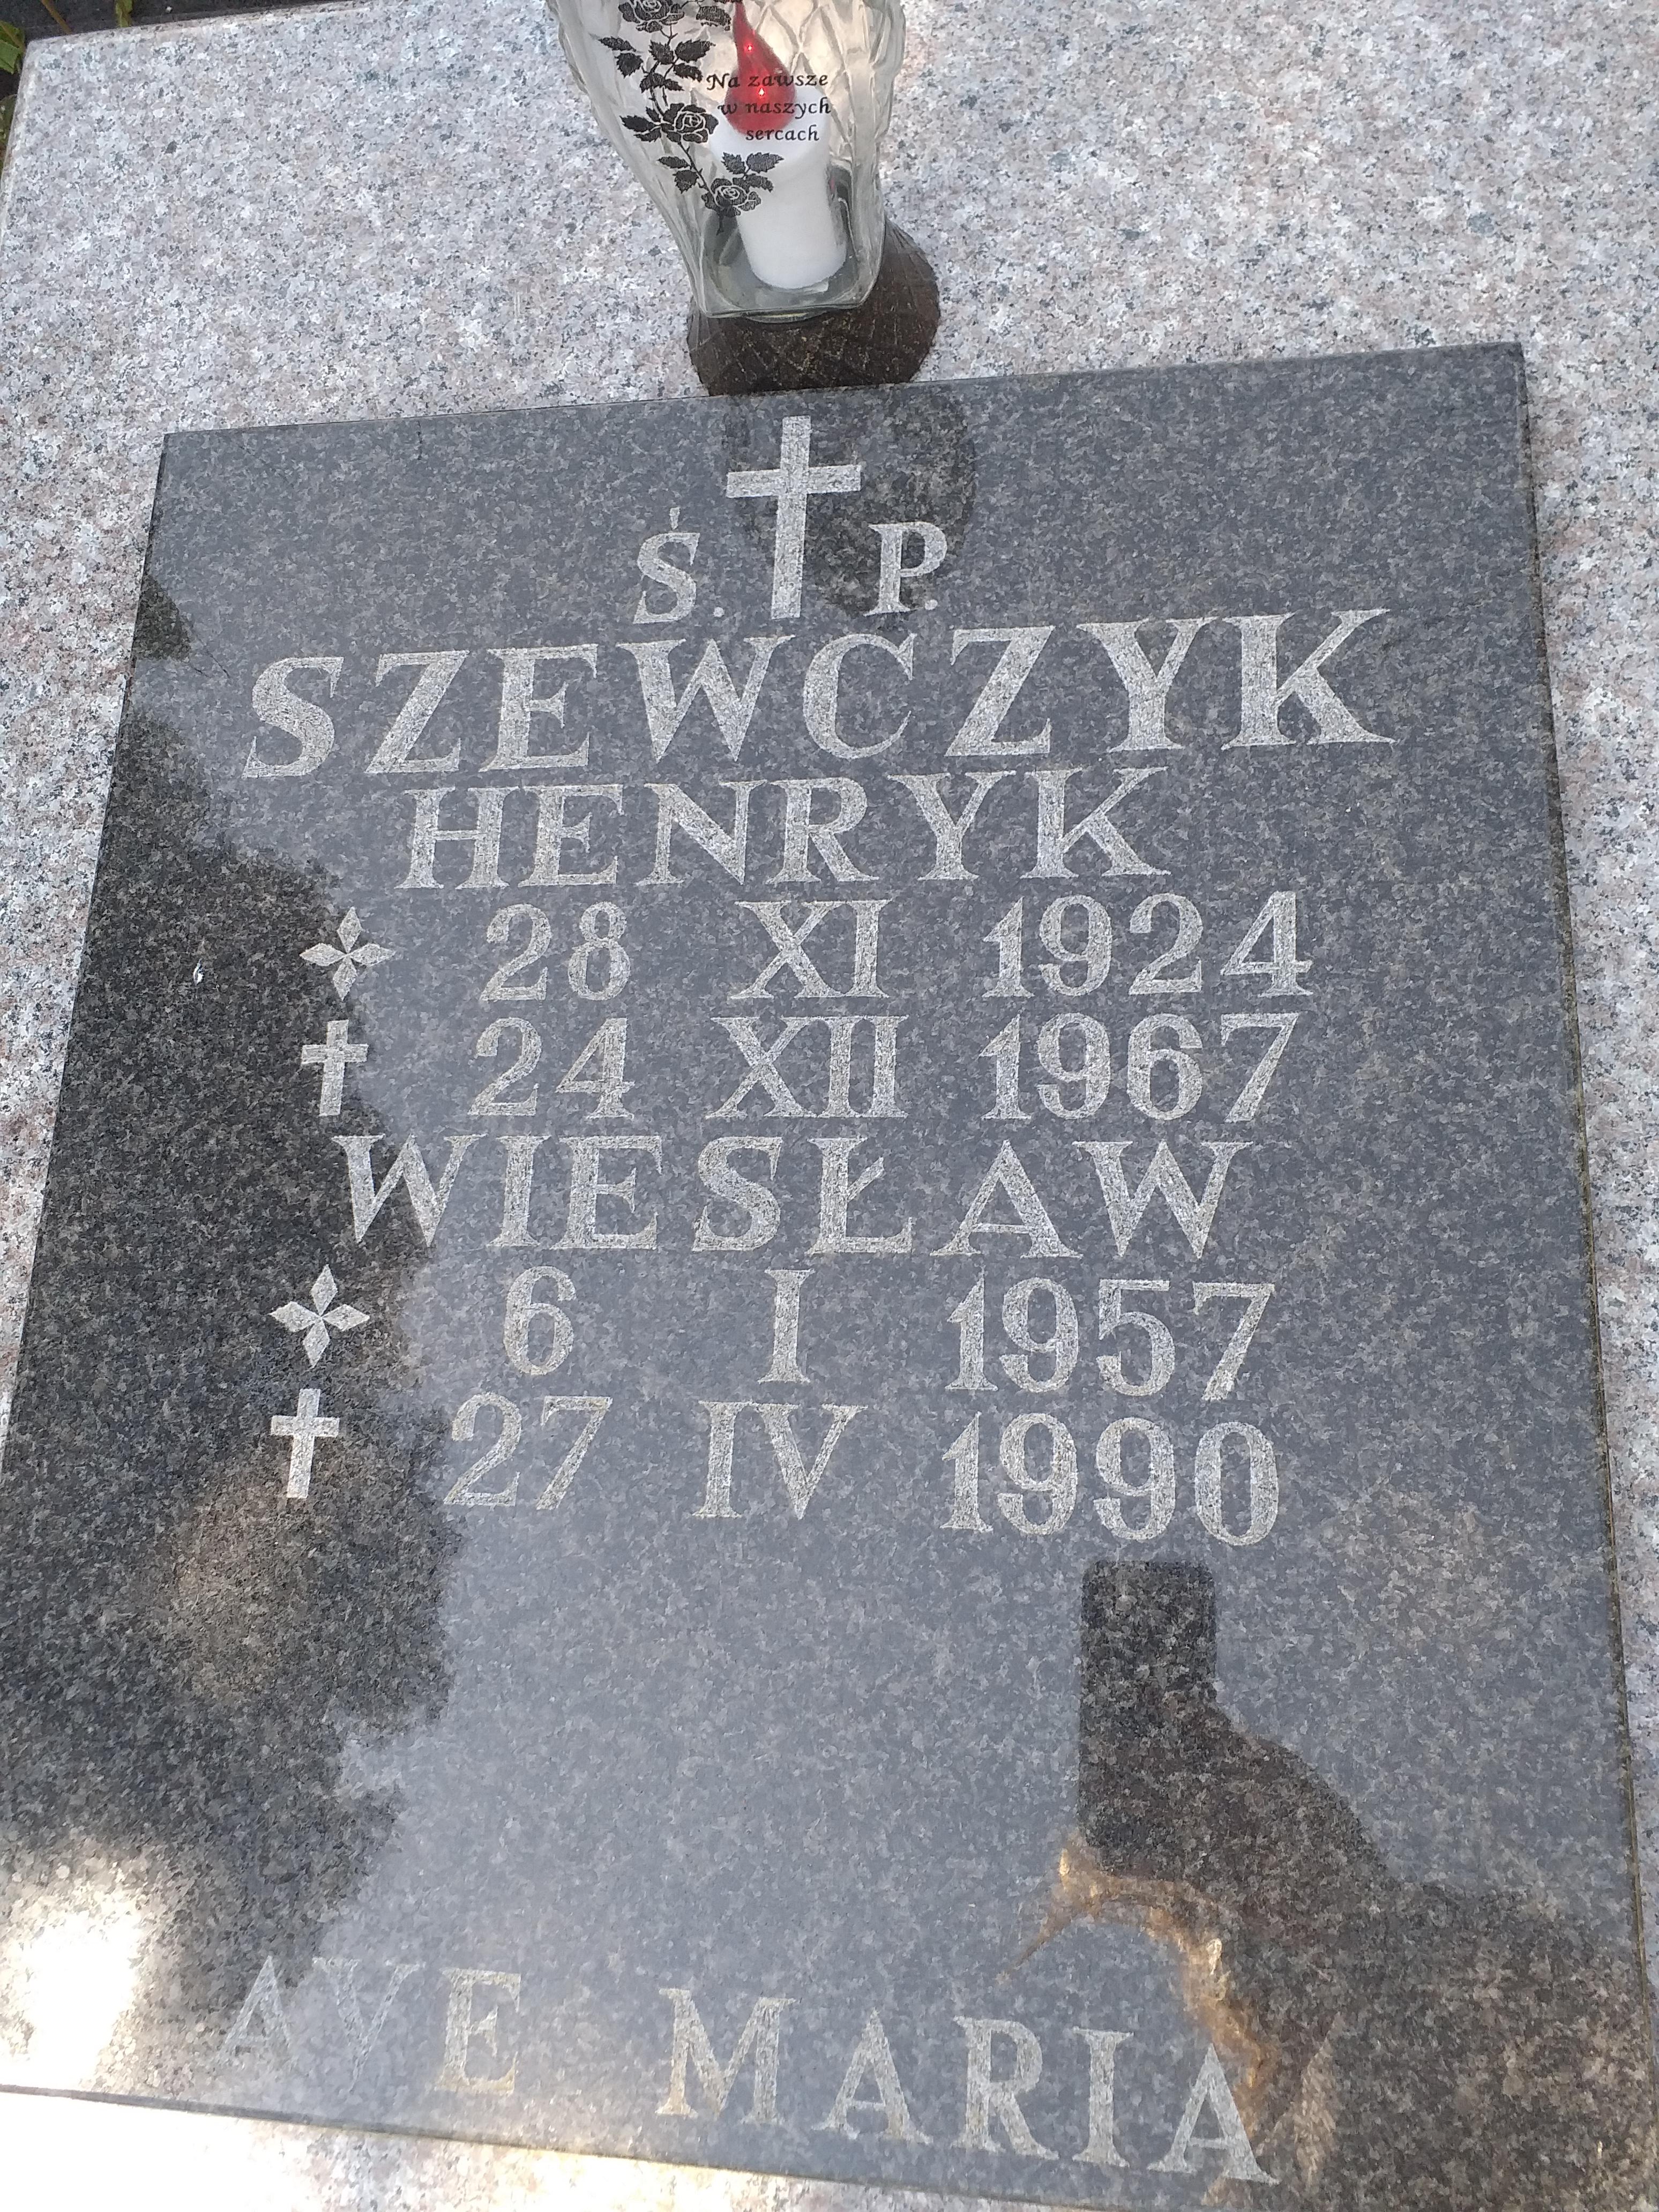 Na zawsze
w naszych
sercach
Ś. P.
SZEWCZYK
HENRYK
28 XI 1924
24 XII 1967
WIESŁAW
6 I 1957
27 IV 1990
AVE MARIA